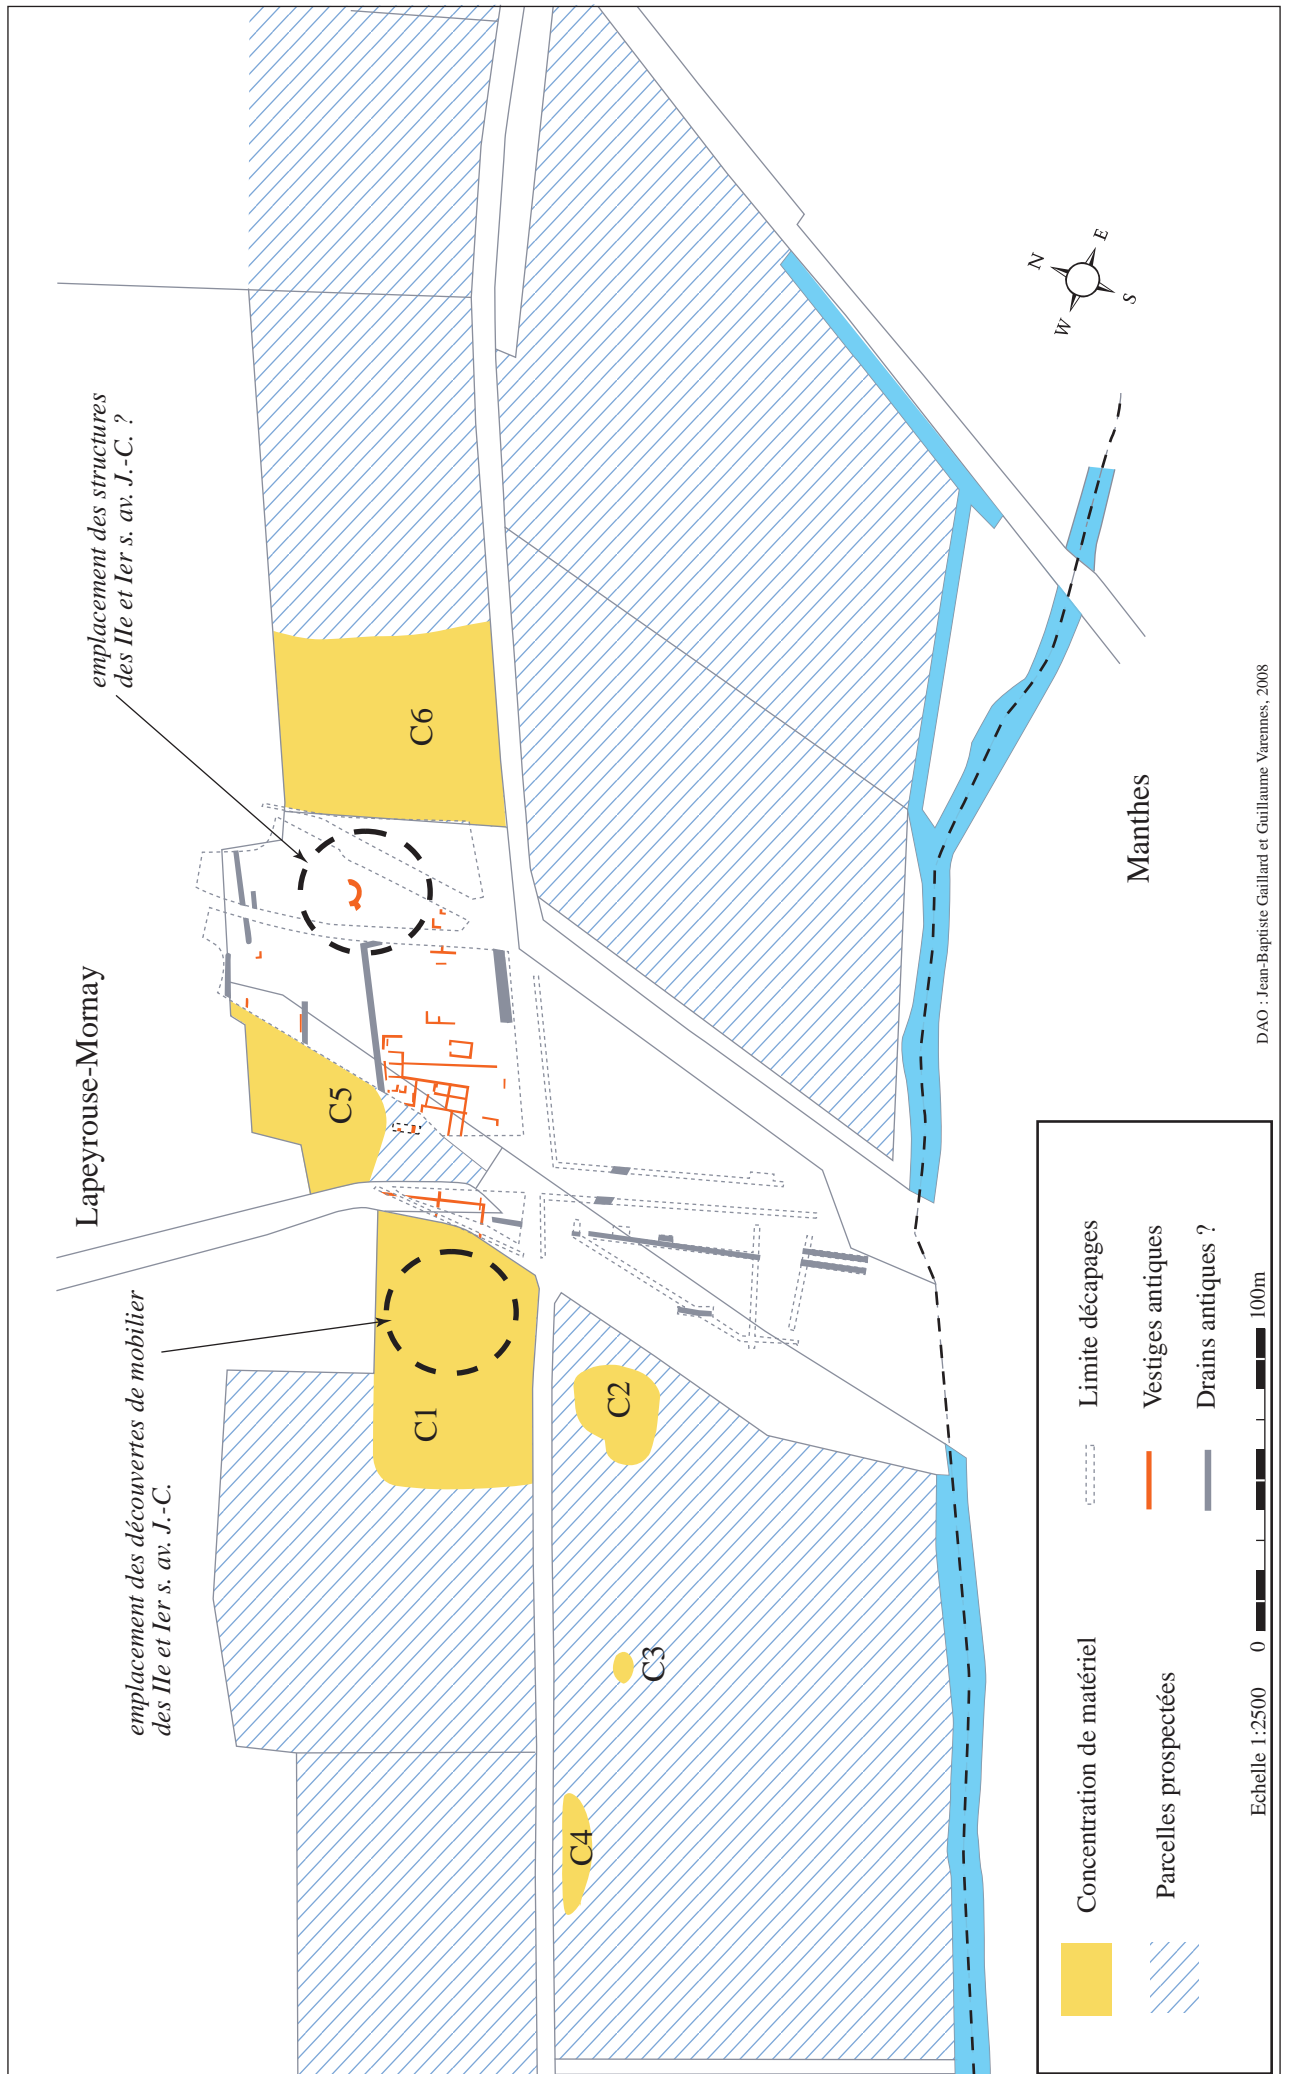 emplacement des découvertes de mobilier
des IIe et Ier s. av. J.-C.
Lapeyrouse-Mornay
emplacement des structures
des IIe et Ier s. av. J.-C. ?
C1
C5
C6
C4
C3
C2
N
E
S
W
Manthes
Concentration de matériel
Parcelles prospectées
Limite décapages
Vestiges antiques
Drains antiques ?
Echelle 1:2500
0
100m
DAO : Jean-Baptiste Gaillard et Guillaume Varennes, 2008